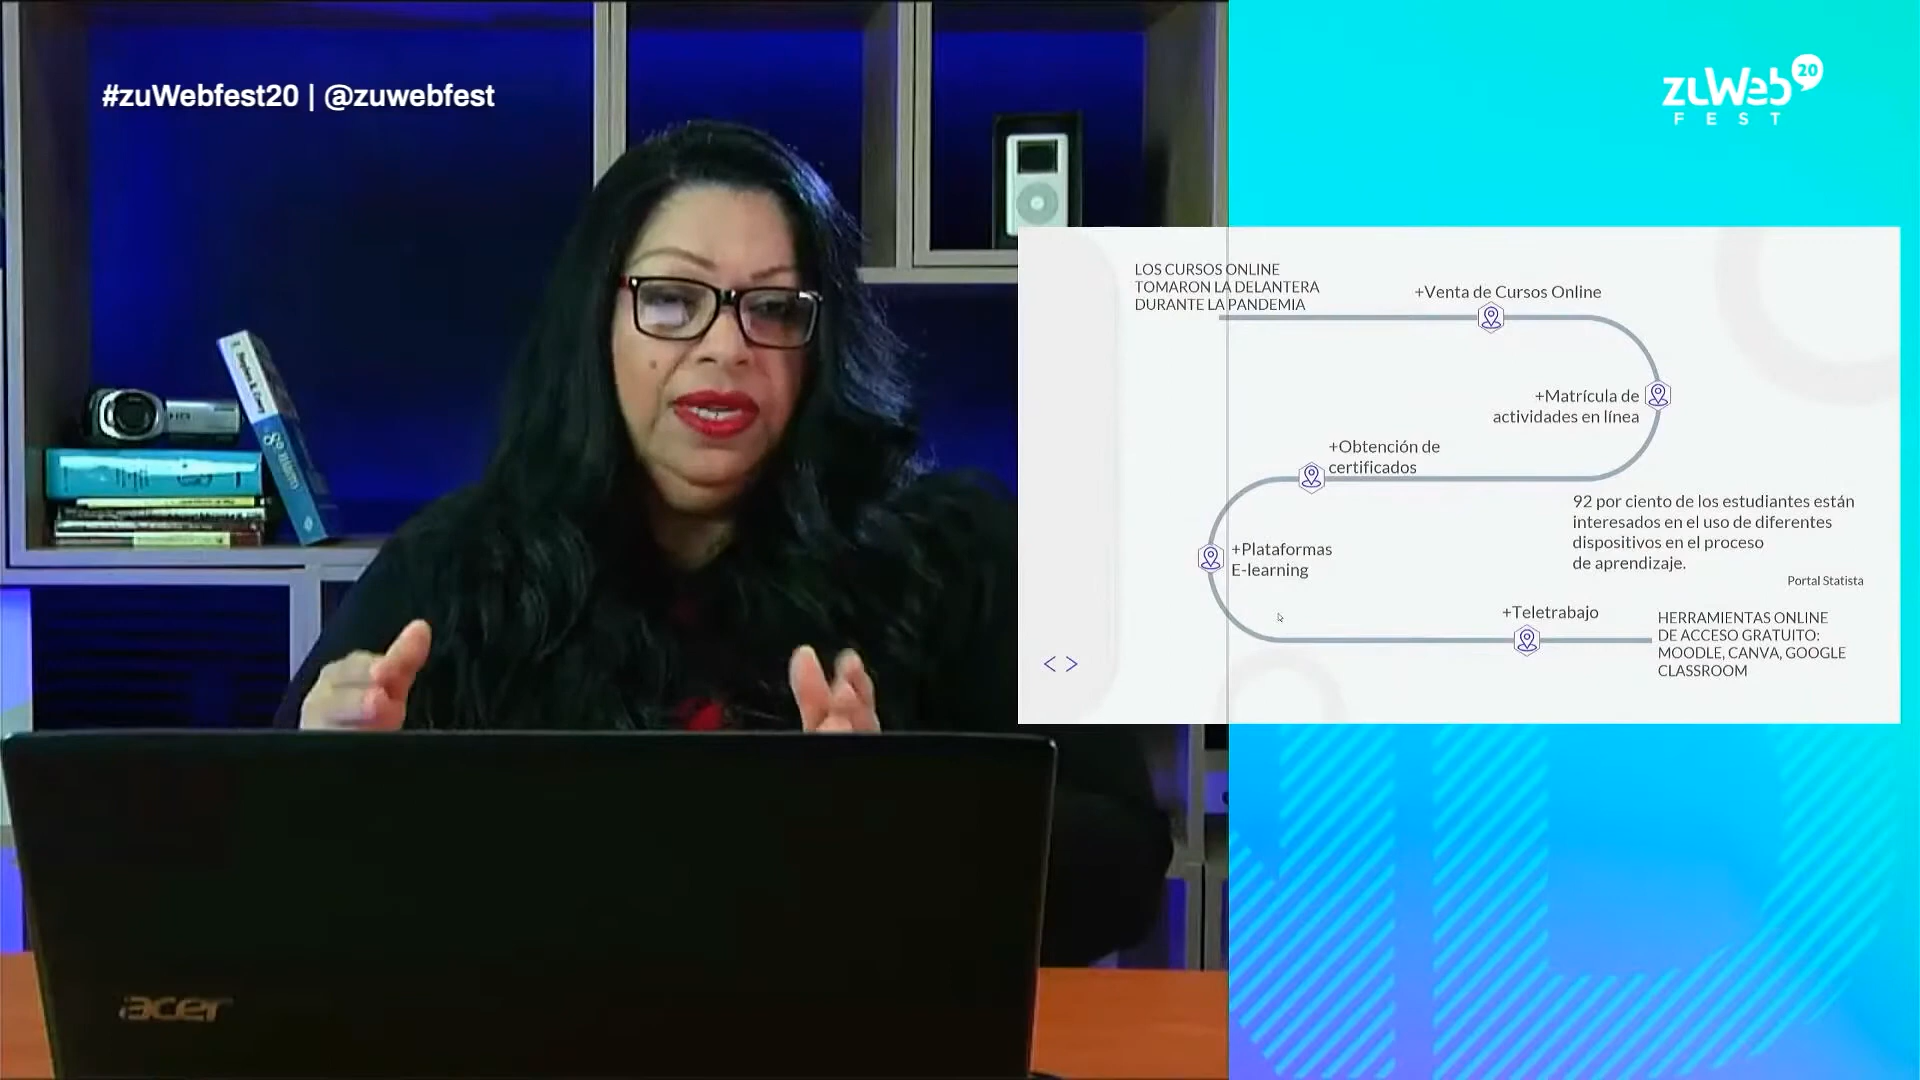 #zuWebfest20 | @zuwebfest
zuWeb 20
FEST
LOS CURSOS ONLINE
TOMARON LA DELANTERA
DURANTE LA PANDEMIA
+Venta de Cursos Online
+Matrícula de
actividades en línea
+Obtención de
certificados
92 por ciento de los estudiantes están
interesados en el uso de diferentes
dispositivos en el proceso
de aprendizaje.
Portal Statista
+Plataformas
E-learning
+Teletrabajo
HERRAMIENTAS ONLINE
DE ACCESO GRATUITO:
MOODLE, CANVA, GOOGLE
CLASSROOM
< >
acer